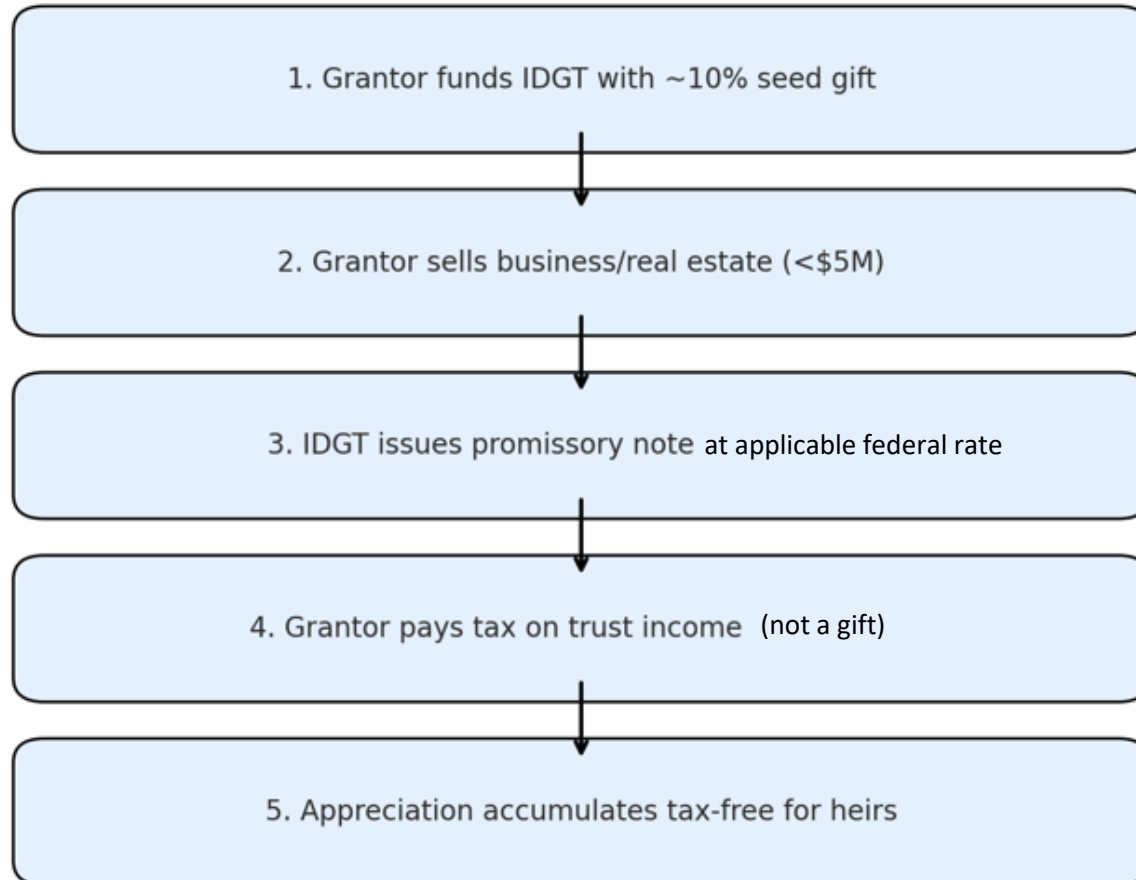 1. Grantor funds IDGT with ~10% seed gift
2. Grantor sells business/real estate (<$5M)
3. IDGT issues promissory note at applicable federal rate
4. Grantor pays tax on trust income (not a gift)
5. Appreciation accumulates tax-free for heirs